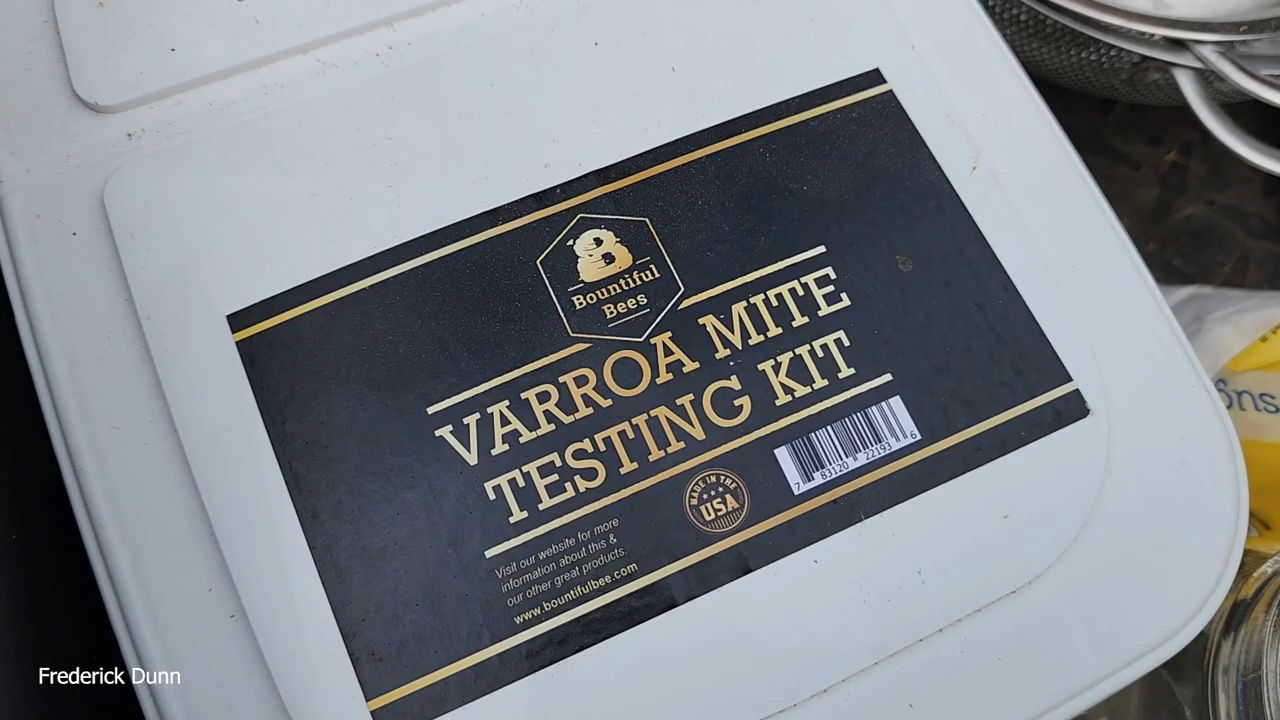 Bountiful
Bees
VARROA MITE
TESTING KIT
7 83120 22193 6
MADE IN THE
USA
Visit our website for more
information about this &
our other great products.
www.bountifulbee.com
ons
Frederick Dunn